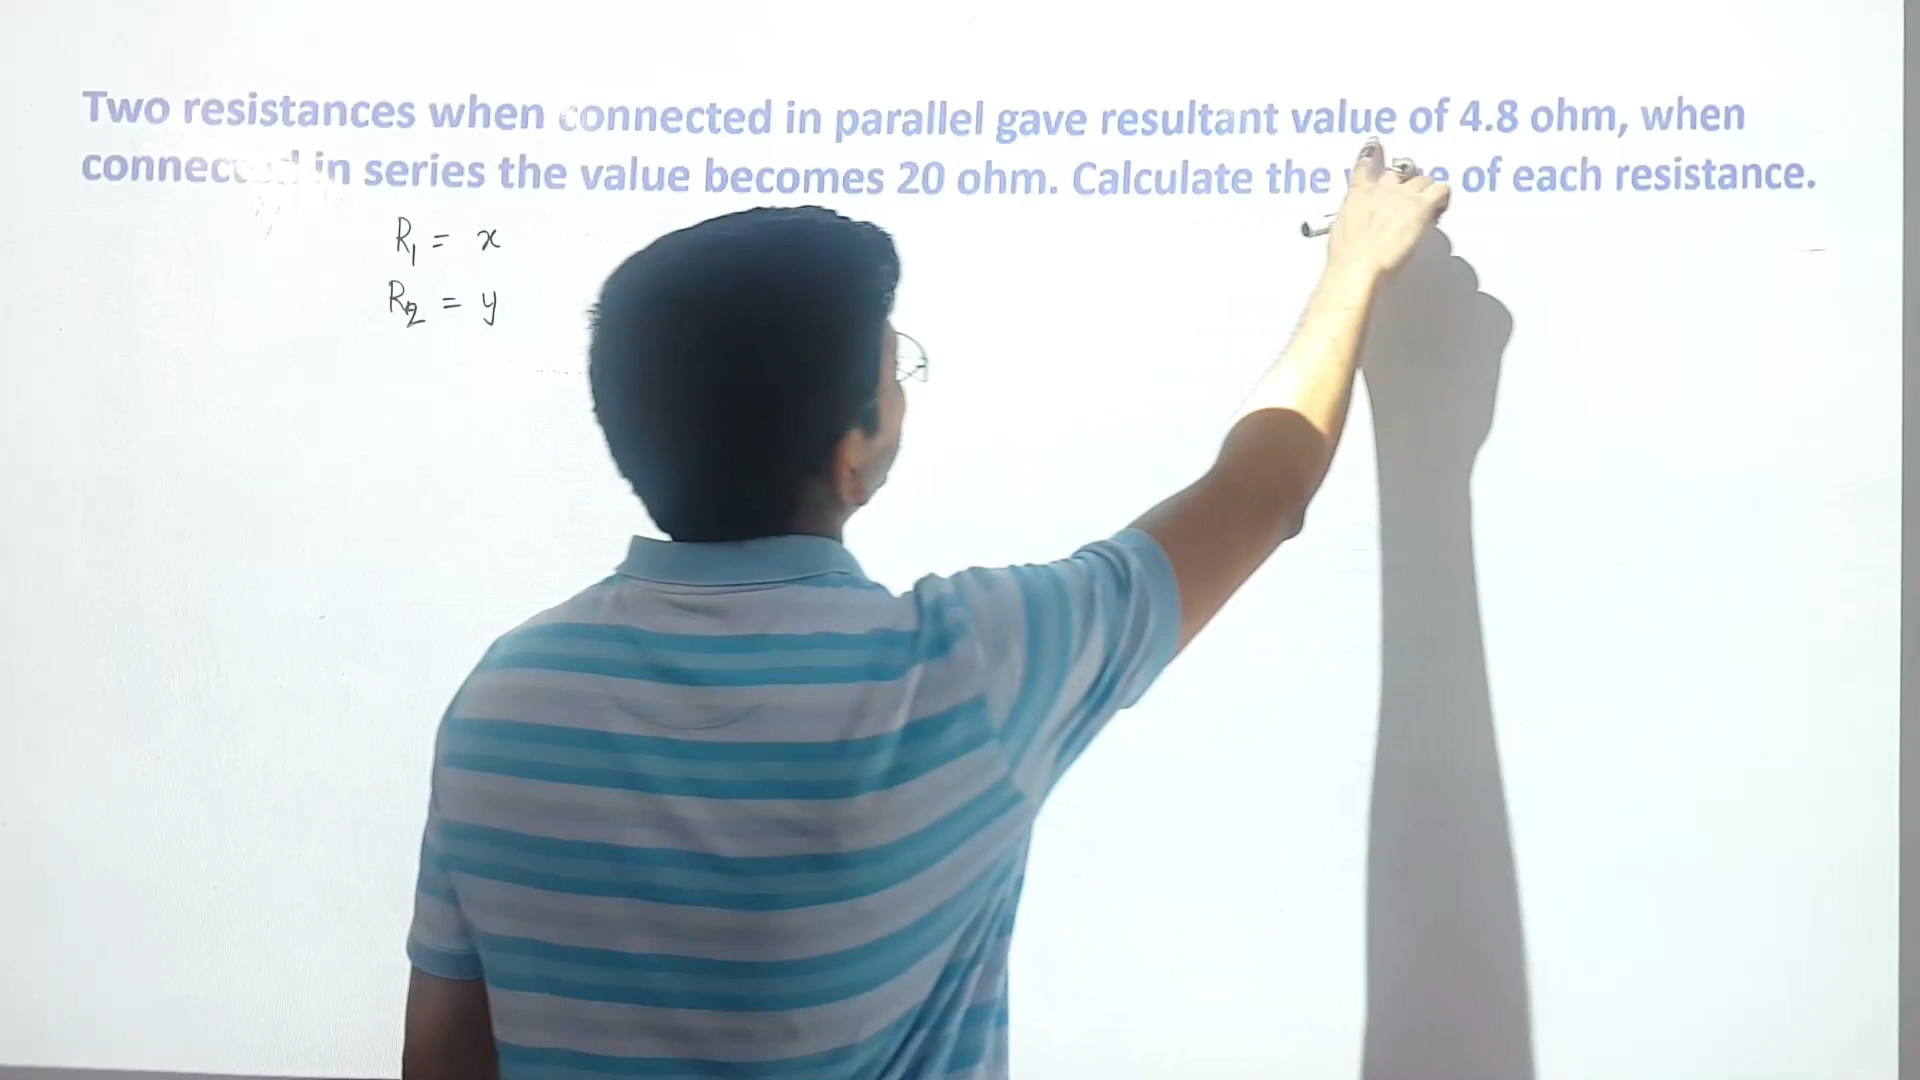 Two resistances when connected in parallel gave resultant value of 4.8 ohm, when
in series the value becomes 20 ohm. Calculate the of each resistance.
R₁ = x
R₂ = y